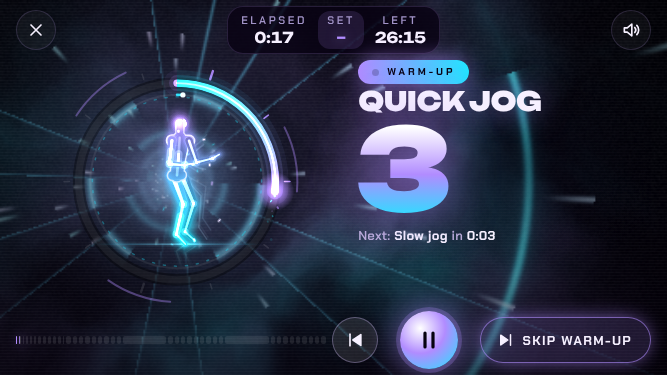 ELAPSED SET LEFT
0:17 – 26:15
WARM-UP
QUICK JOG
3
Next: Slow jog in 0:03
SKIP WARM-UP